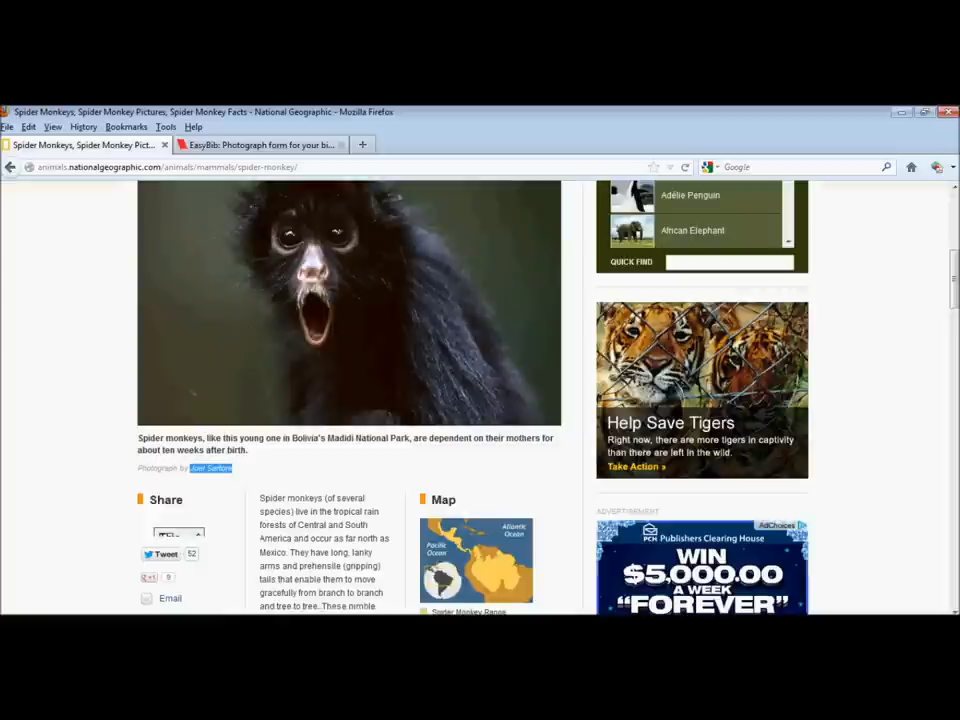 Spider Monkeys, Spider Monkey Pictures, Spider Monkey Facts - National Geographic - Mozilla Firefox
File Edit View History Bookmarks Tools Help
Spider Monkeys, Spider Monkey Pict...
EasyBib: Photograph form for your bi...
animals.nationalgeographic.com/animals/mammals/spider-monkey/
Google
Adélie Penguin
African Elephant
QUICK FIND
Help Save Tigers
Right now, there are more tigers in captivity
than there are left in the wild.
Take Action »
Spider monkeys, like this young one in Bolivia's Madidi National Park, are dependent on their mothers for
about ten weeks after birth.
Photograph by Joel Sartore
Share
Tweet 52
+1 9
Email
Spider monkeys (of several
species) live in the tropical rain
forests of Central and South
America and occur as far north as
Mexico. They have long, lanky
arms and prehensile (gripping)
tails that enable them to move
gracefully from branch to branch
and tree to tree. These nimble
Map
Atlantic
Ocean
Pacific
Ocean
Spider Monkey Range
ADVERTISEMENT
AdChoices
PCH Publishers Clearing House
WIN
$5,000.00
A WEEK
"FOREVER"